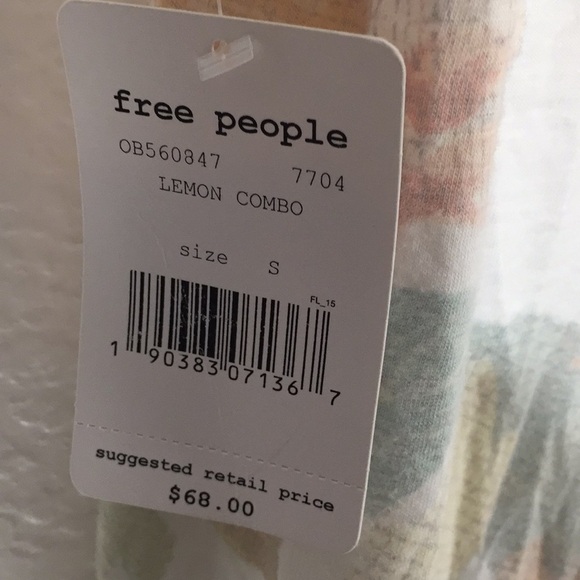 free people
OB560847 7704
LEMON COMBO
size S
FL_15
1 90383 07136 7
suggested retail price
$68.00